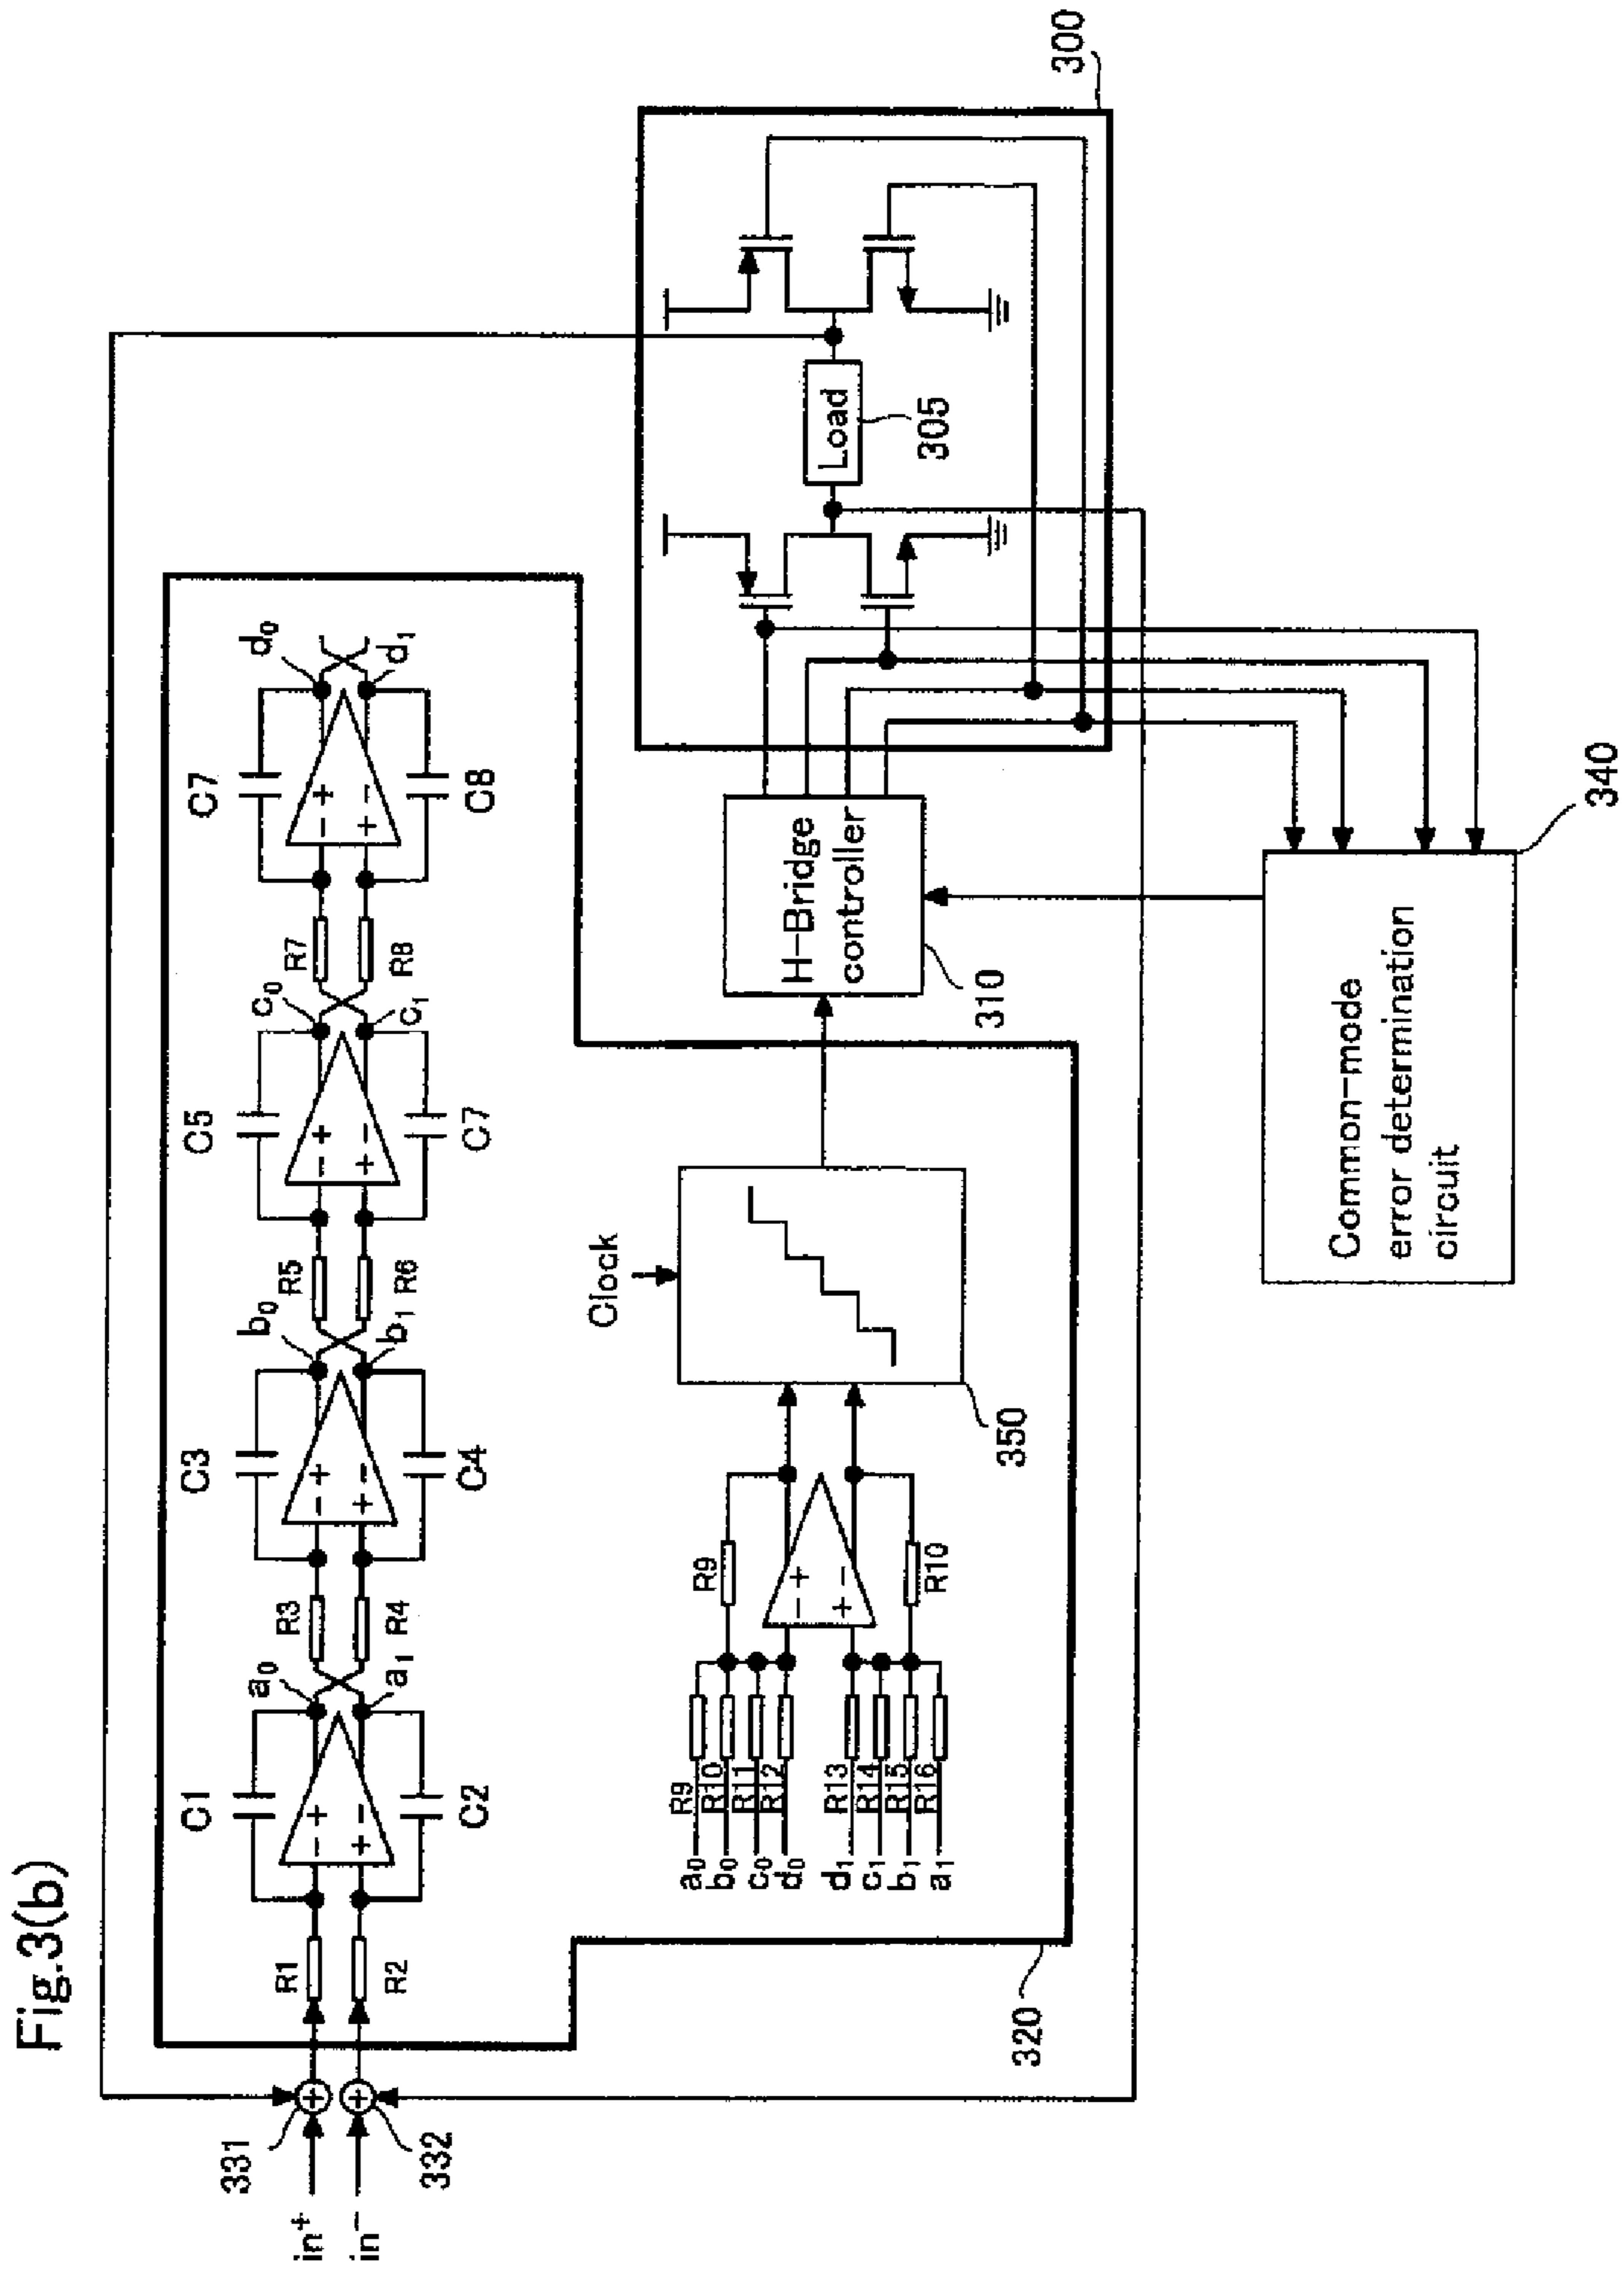 Fig.3(b)
C1
C3
C5
C7
a0
b0
c0
d0
R1
R3
R5
R7
331
in+
in−
332
− +
+ −
− +
+ −
− +
+ −
− +
+ −
R2
a1
R4
b1
R6
c1
R8
d1
C2
C4
C7
C8
Clock
R9
a0
R9
b0
R10
c0
R11
d0
R12
− +
+ −
d1
R13
c1
R14
b1
R15
a1
R16
R10
350
320
H-Bridge
controller
310
Load
305
300
Common-mode
error determination
circuit
340